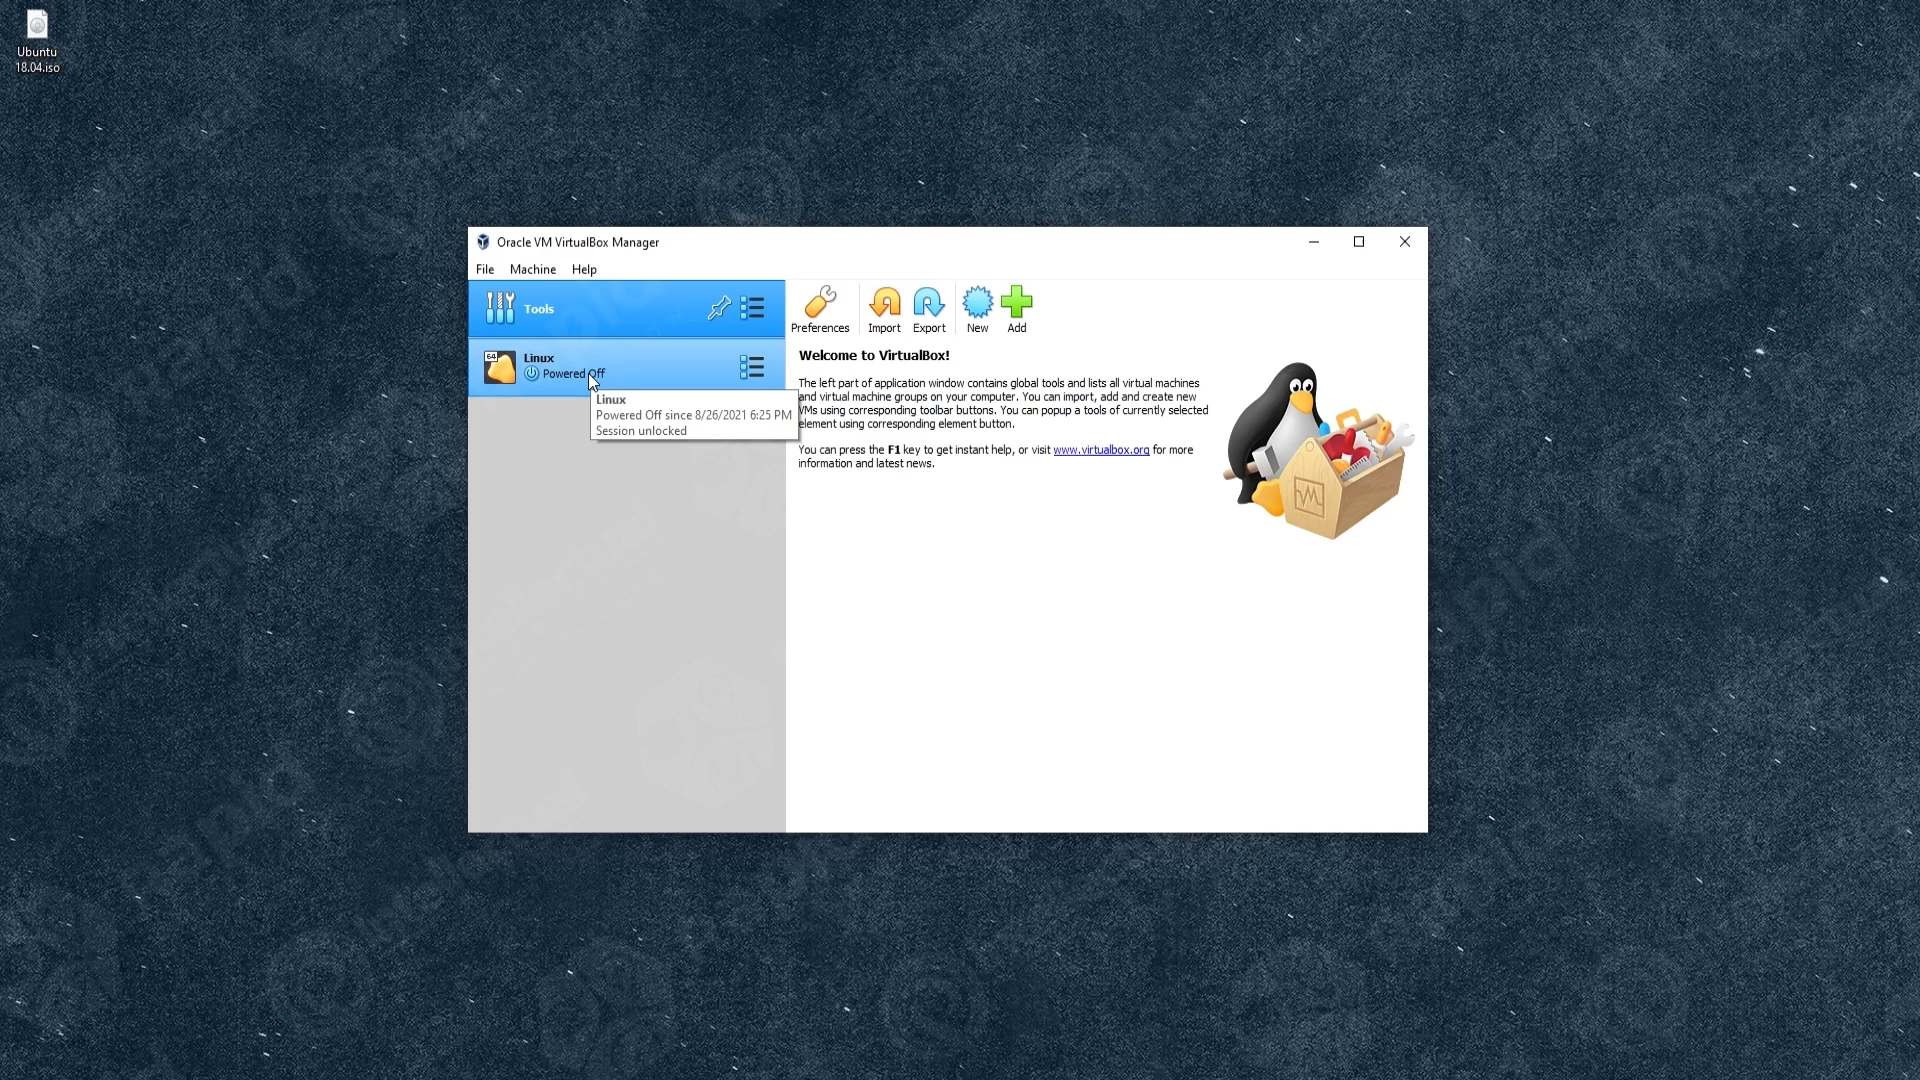 Ubuntu
18.04.iso
Oracle VM VirtualBox Manager
File Machine Help
Tools
Preferences Import Export New Add
64
Linux
Powered Off
Linux
Powered Off since 8/26/2021 6:25 PM
Session unlocked
Welcome to VirtualBox!
The left part of application window contains global tools and lists all virtual machines
and virtual machine groups on your computer. You can import, add and create new
VMs using corresponding toolbar buttons. You can popup a tools of currently selected
element using corresponding element button.
You can press the F1 key to get instant help, or visit www.virtualbox.org for more
information and latest news.